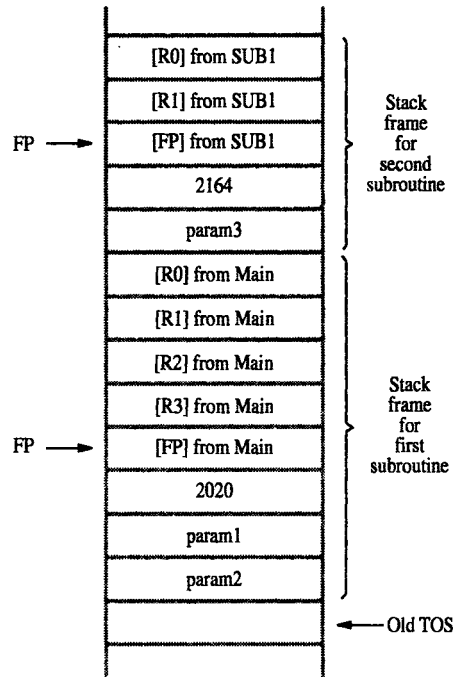 [R0] from SUB1
[R1] from SUB1
FP
[FP] from SUB1
2164
param3
Stack
frame
for
second
subroutine
[R0] from Main
[R1] from Main
[R2] from Main
[R3] from Main
FP
[FP] from Main
2020
param1
param2
Stack
frame
for
first
subroutine
Old TOS